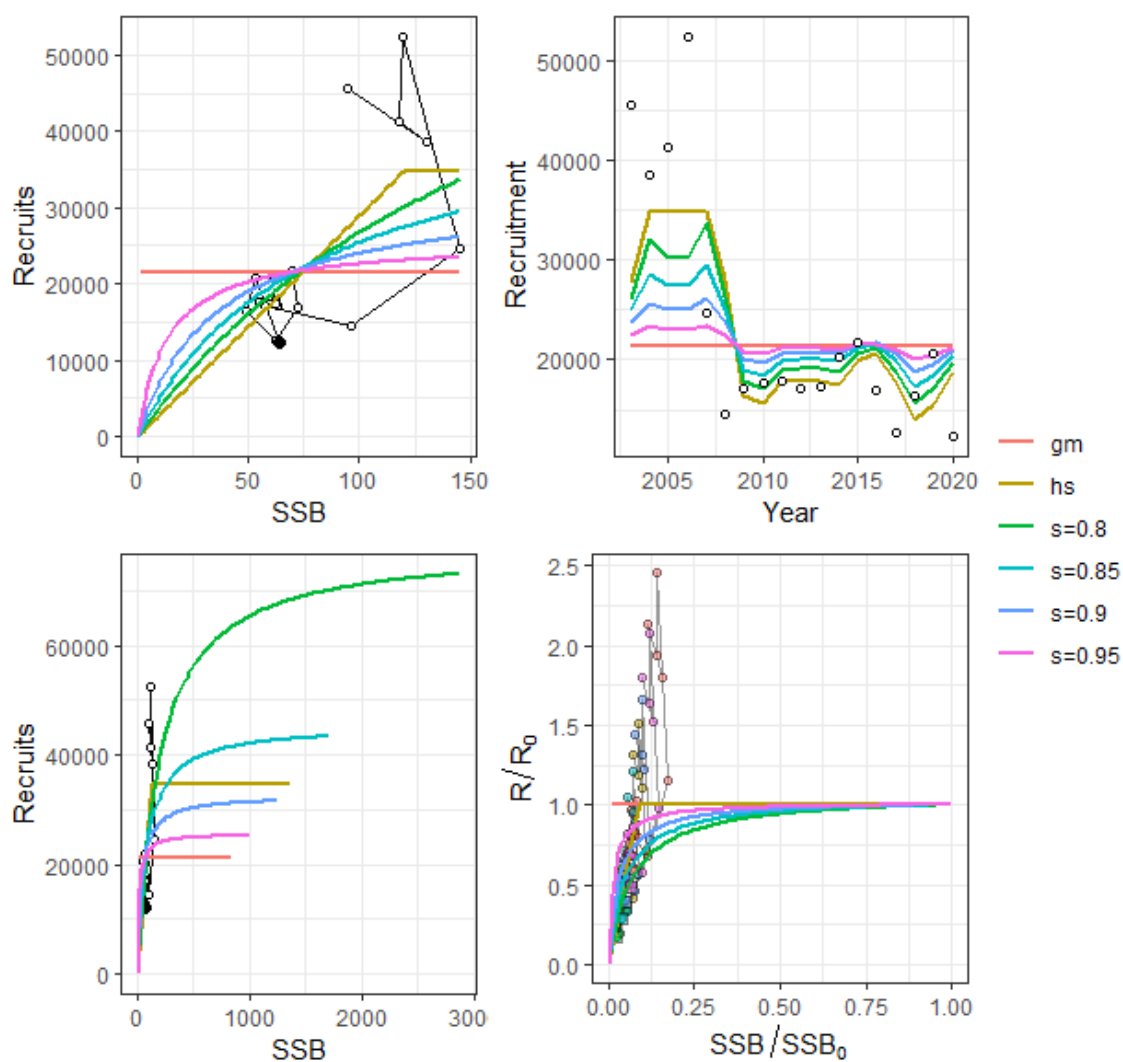 50000
40000
30000
20000
10000
0
Recruits
0 50 100 150
SSB
50000
40000
30000
20000
Recruitment
2005 2010 2015 2020
Year
60000
40000
20000
0
Recruits
0 1000 2000 300
SSB
2.5
2.0
1.5
1.0
0.5
0.0
R/R₀
0.00 0.25 0.50 0.75 1.00
SSB/SSB₀
gm
hs
s=0.8
s=0.85
s=0.9
s=0.95